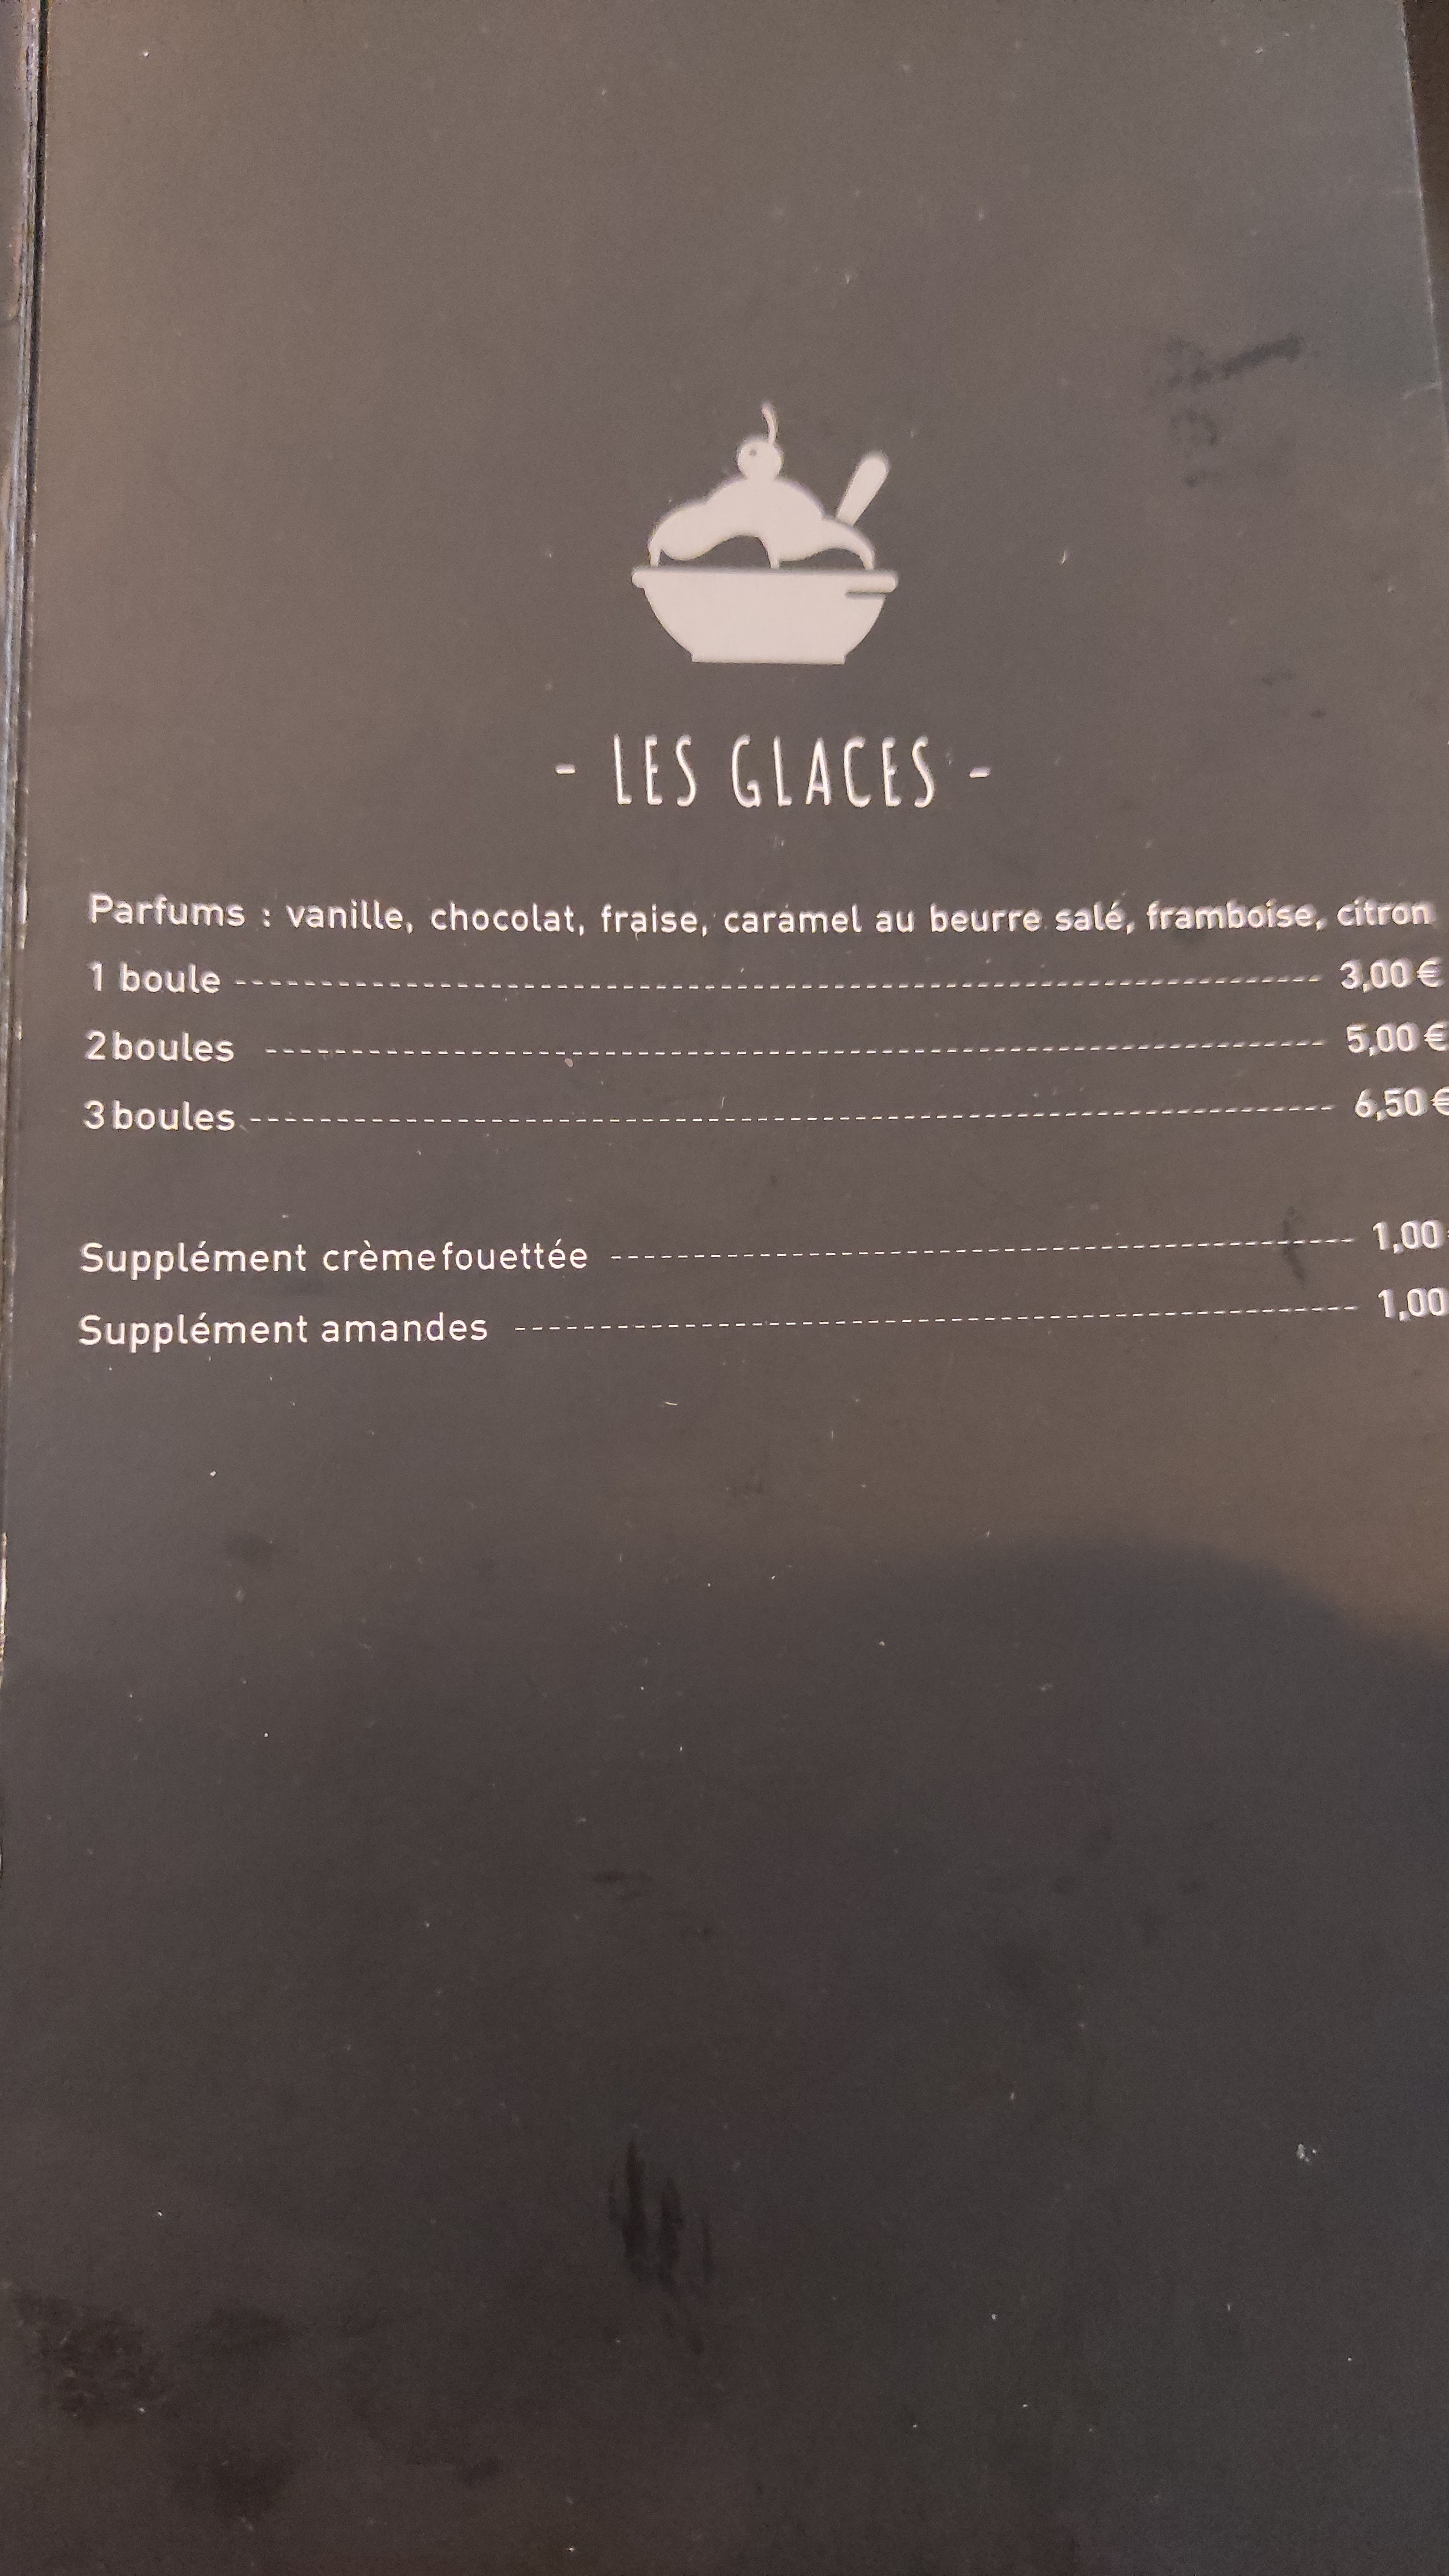 - LES GLACES -
Parfums : vanille, chocolat, fraise, caramel au beurre salé, framboise, citron
1 boule ---------- 3,00 €
2 boules ---------- 5,00 €
3 boules ---------- 6,50 €
Supplément crème fouettée ---------- 1,00
Supplément amandes ---------- 1,00